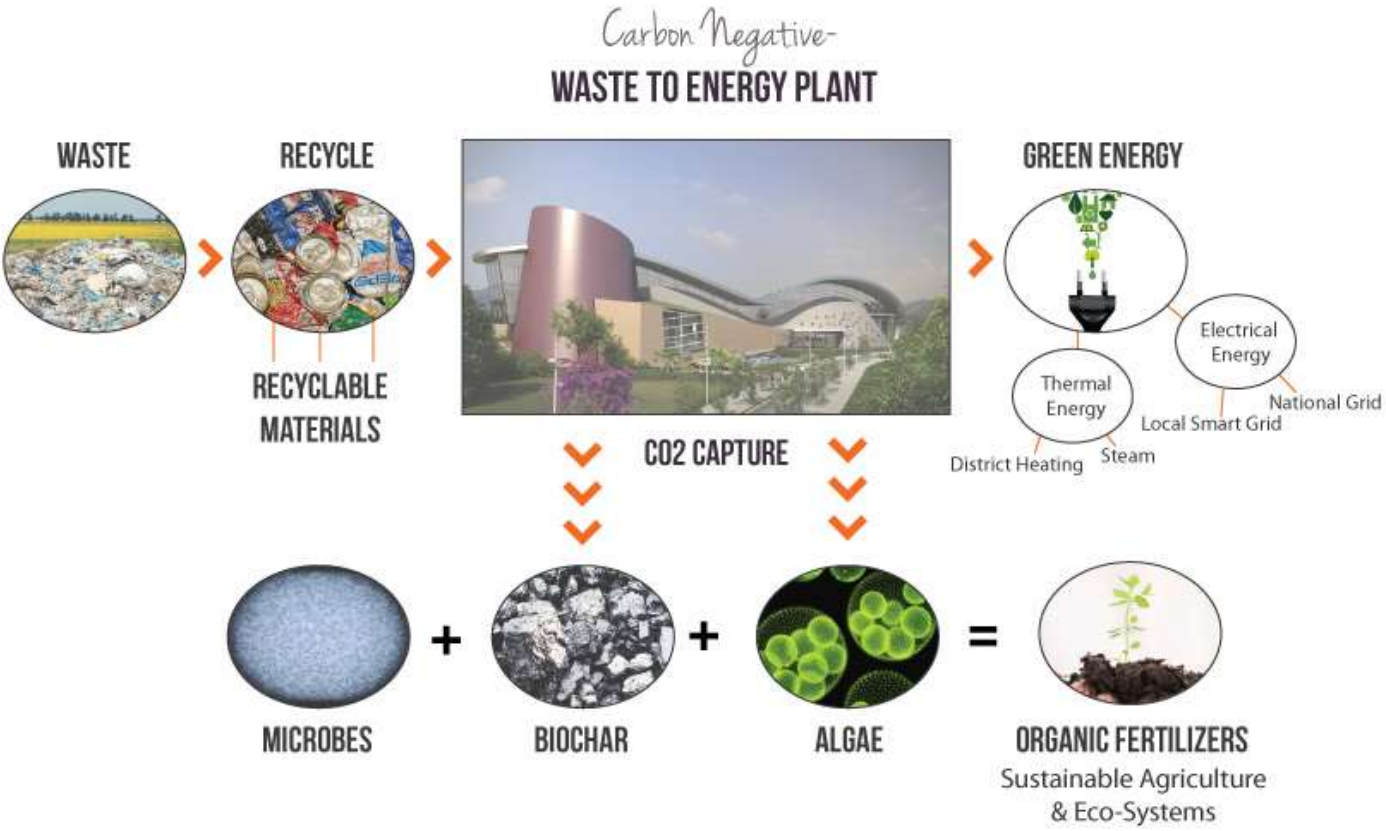 Carbon Negative-
WASTE TO ENERGY PLANT
WASTE
RECYCLE
GREEN ENERGY
RECYCLABLE
MATERIALS
Electrical
Energy
Thermal
Energy
National Grid
Local Smart Grid
Steam
District Heating
CO2 CAPTURE
+
+
=
MICROBES
BIOCHAR
ALGAE
ORGANIC FERTILIZERS
Sustainable Agriculture
& Eco-Systems